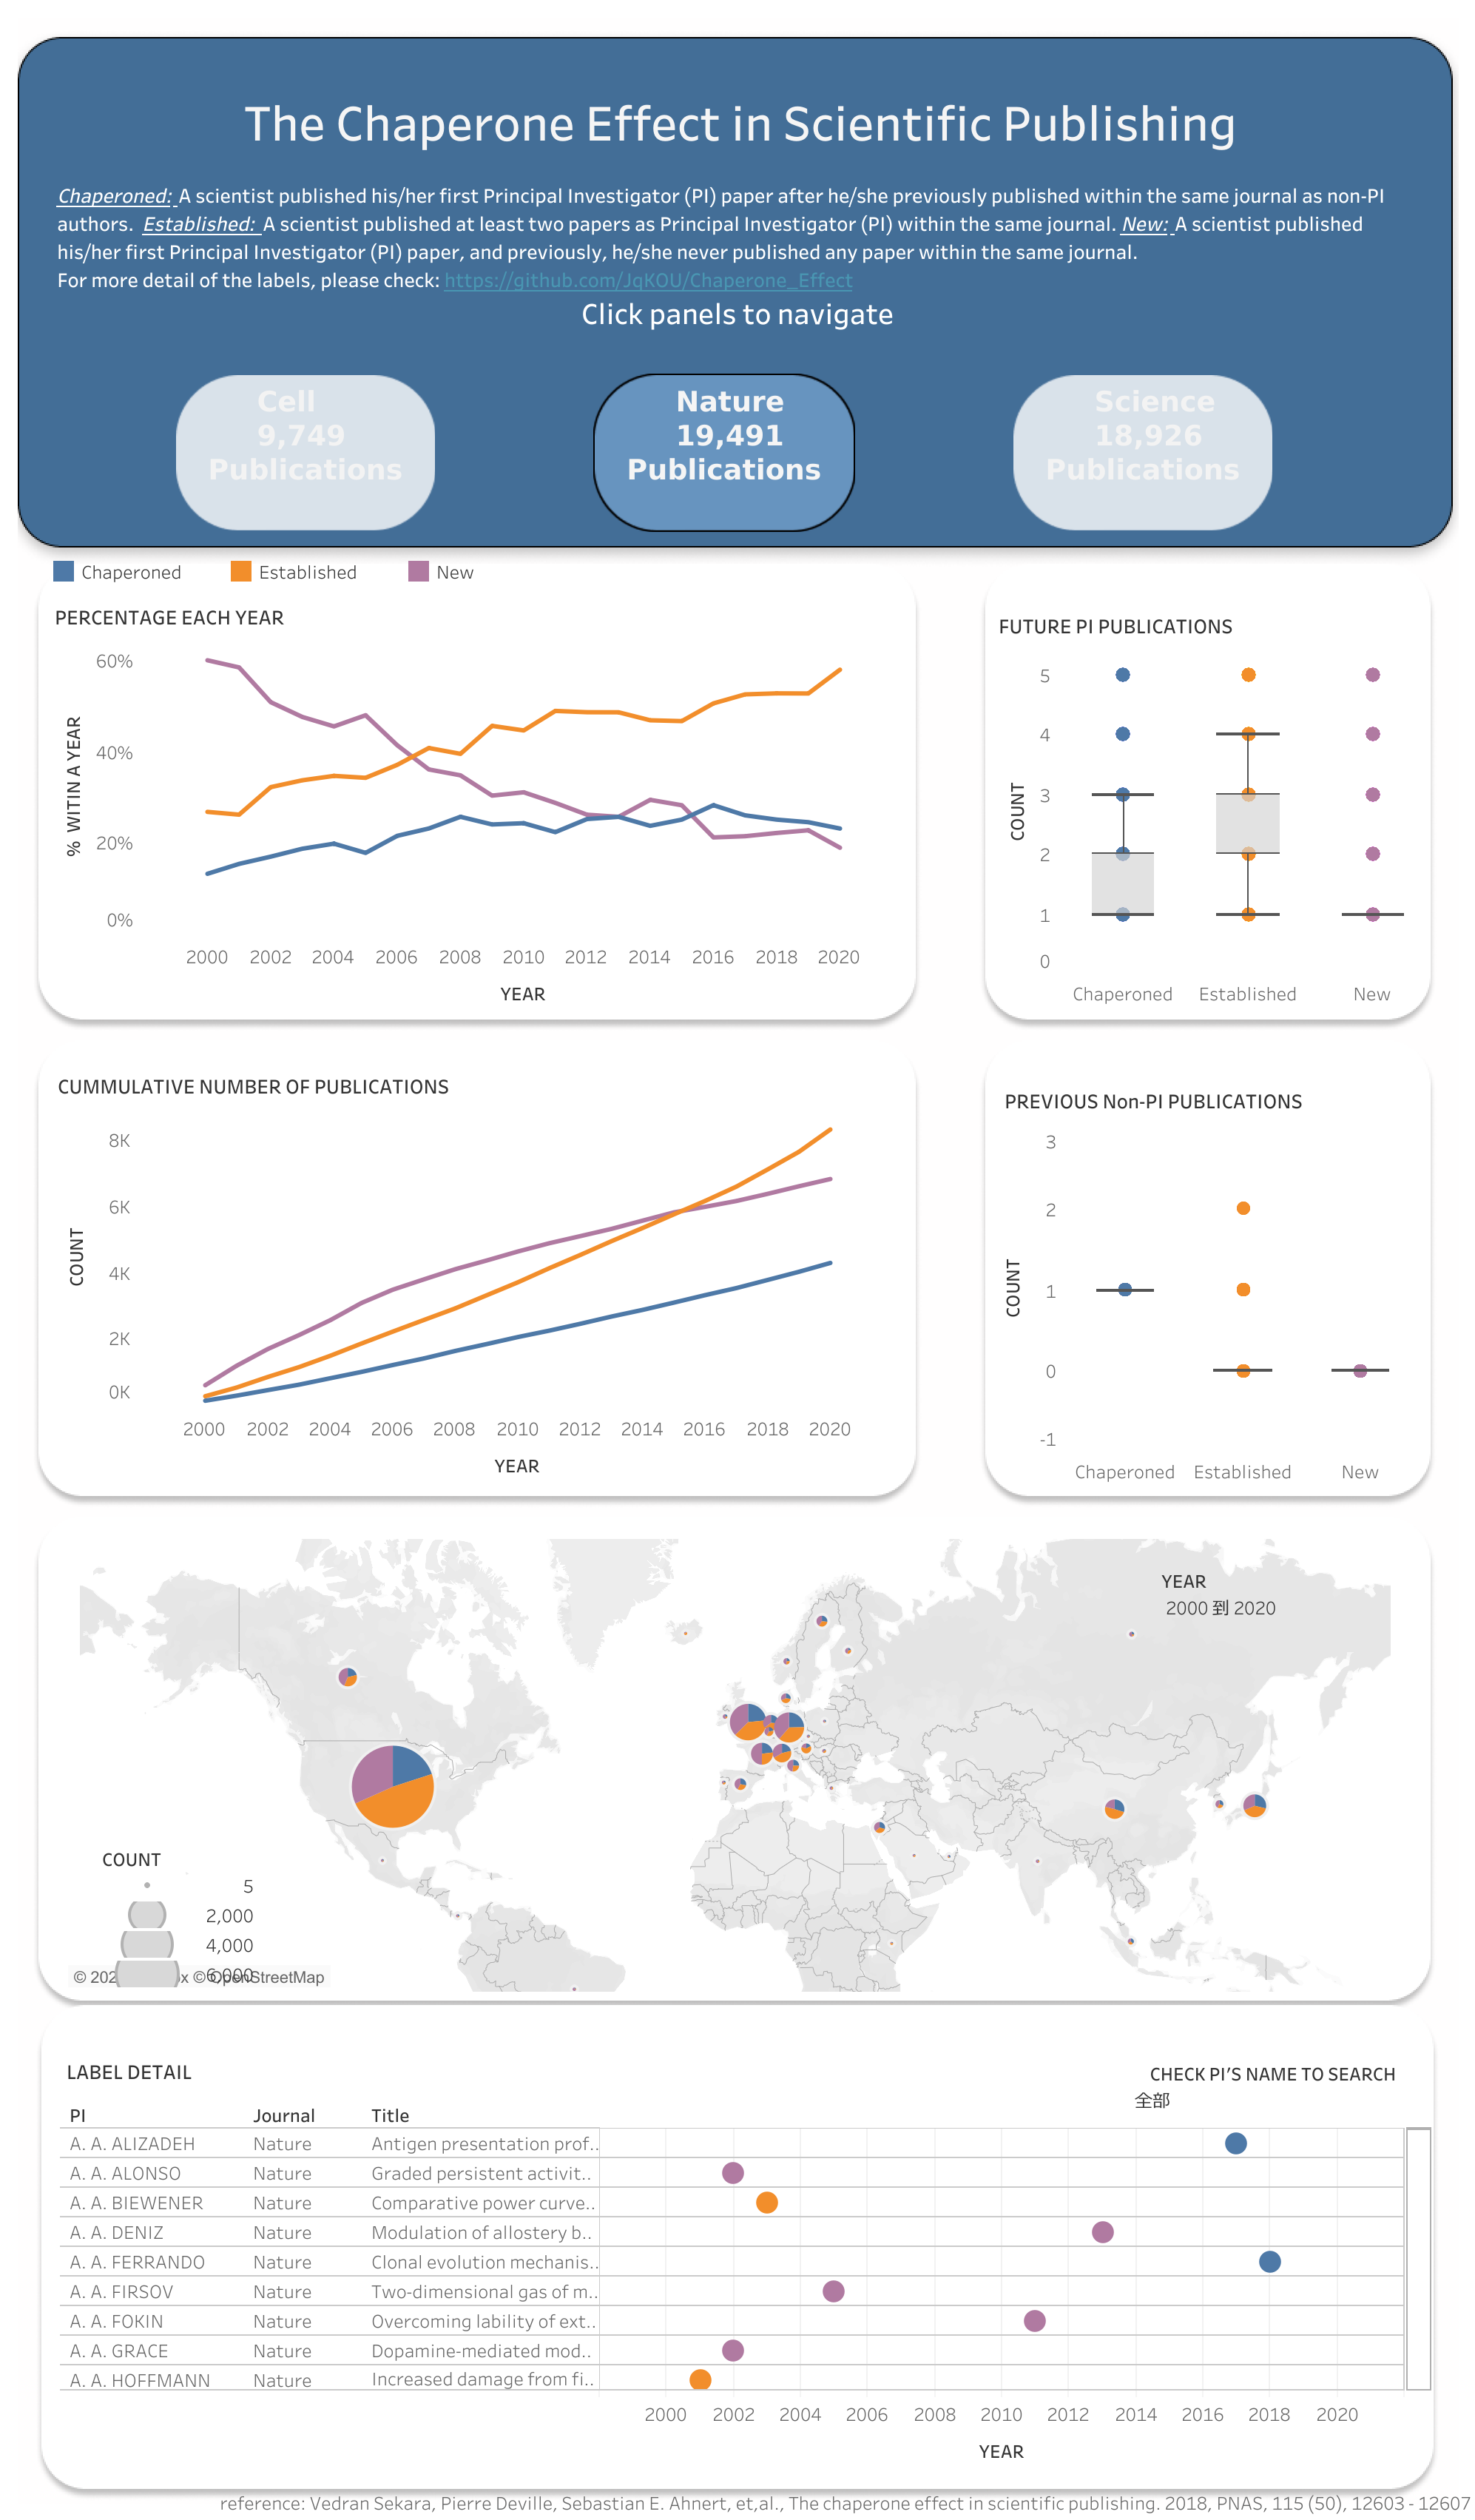 The Chaperone Effect in Scientific Publishing
Chaperoned: A scientist published his/her first Principal Investigator (PI) paper after he/she previously published within the same journal as non-PI
authors. Established: A scientist published at least two papers as Principal Investigator (PI) within the same journal. New: A scientist published
his/her first Principal Investigator (PI) paper, and previously, he/she never published any paper within the same journal.
For more detail of the labels, please check: https://github.com/JqKOU/Chaperone_Effect
Click panels to navigate
Cell
9,749
Publications
Nature
19,491
Publications
Science
18,926
Publications
Chaperoned Established New
PERCENTAGE EACH YEAR
% WITIN A YEAR
60%
40%
20%
0%
2000 2002 2004 2006 2008 2010 2012 2014 2016 2018 2020
YEAR
FUTURE PI PUBLICATIONS
COUNT
5
4
3
2
1
0
Chaperoned Established New
CUMMULATIVE NUMBER OF PUBLICATIONS
COUNT
8K
6K
4K
2K
0K
2000 2002 2004 2006 2008 2010 2012 2014 2016 2018 2020
YEAR
PREVIOUS Non-PI PUBLICATIONS
COUNT
3
2
1
0
-1
Chaperoned Established New
YEAR
2000 到 2020
COUNT
5
2,000
4,000
6,000
© 202 x © OpenStreetMap
LABEL DETAIL
CHECK PI'S NAME TO SEARCH
全部
PI Journal Title
A. A. ALIZADEH Nature Antigen presentation prof..
A. A. ALONSO Nature Graded persistent activit..
A. A. BIEWENER Nature Comparative power curve..
A. A. DENIZ Nature Modulation of allostery b..
A. A. FERRANDO Nature Clonal evolution mechanis..
A. A. FIRSOV Nature Two-dimensional gas of m..
A. A. FOKIN Nature Overcoming lability of ext..
A. A. GRACE Nature Dopamine-mediated mod..
A. A. HOFFMANN Nature Increased damage from fi..
2000 2002 2004 2006 2008 2010 2012 2014 2016 2018 2020
YEAR
reference: Vedran Sekara, Pierre Deville, Sebastian E. Ahnert, et,al., The chaperone effect in scientific publishing. 2018, PNAS, 115 (50), 12603 - 12607